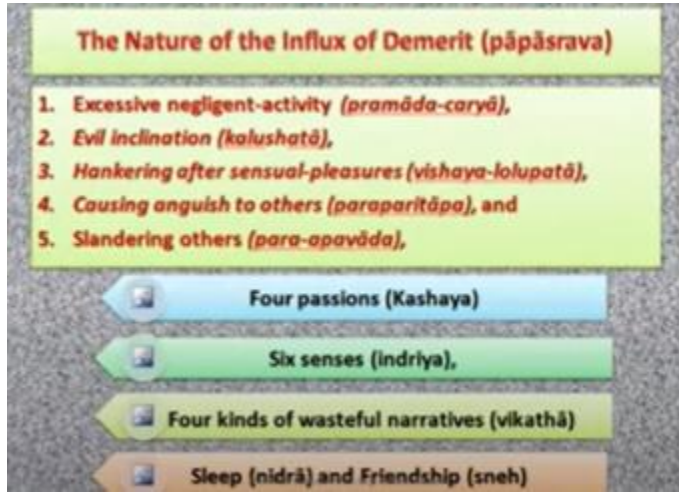 The Nature of the Influx of Demerit (pāpāsrava)
1. Excessive negligent-activity (pramāda-caryā),
2. Evil inclination (kalushatā),
3. Hankering after sensual-pleasures (vishaya-lolupatā),
4. Causing anguish to others (paraparitāpa), and
5. Slandering others (para-apavāda),
Four passions (Kashaya)
Six senses (indriya),
Four kinds of wasteful narratives (vikathā)
Sleep (nidrā) and Friendship (sneh)